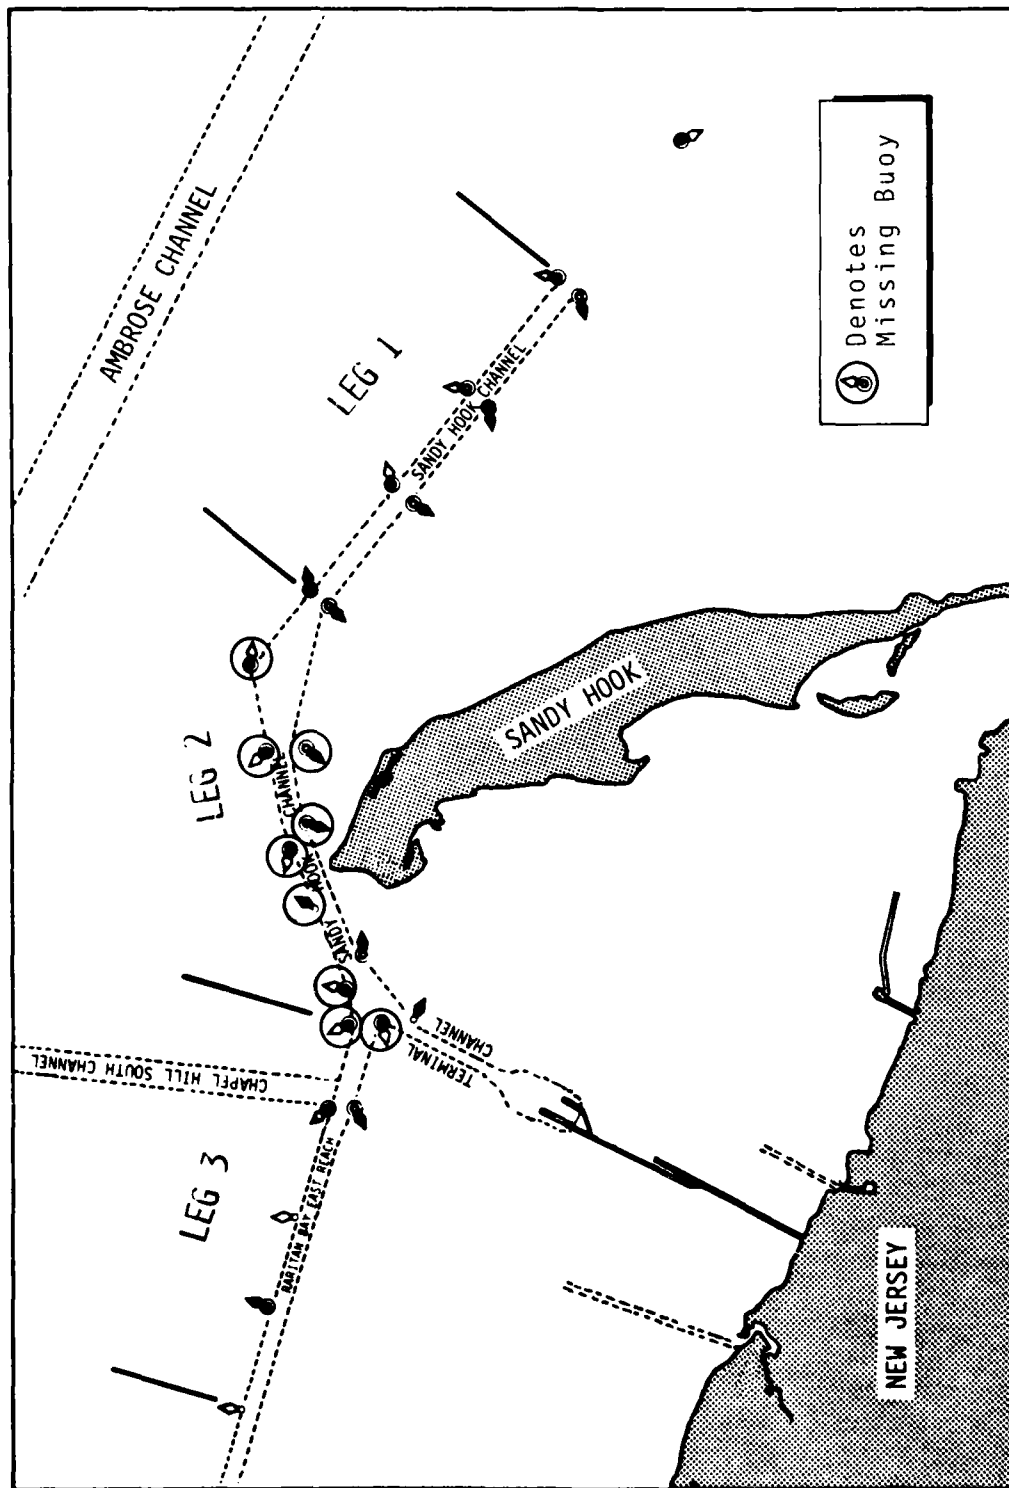 AMBROSE CHANNEL
LEG 1
SANDY HOOK CHANNEL
Denotes
Missing Buoy
LEG 2
SANDY HOOK CHANNEL
SANDY HOOK
CHAPEL HILL SOUTH CHANNEL
TERMINAL
CHANNEL
LEG 3
RARITAN BAY EAST REACH
NEW JERSEY